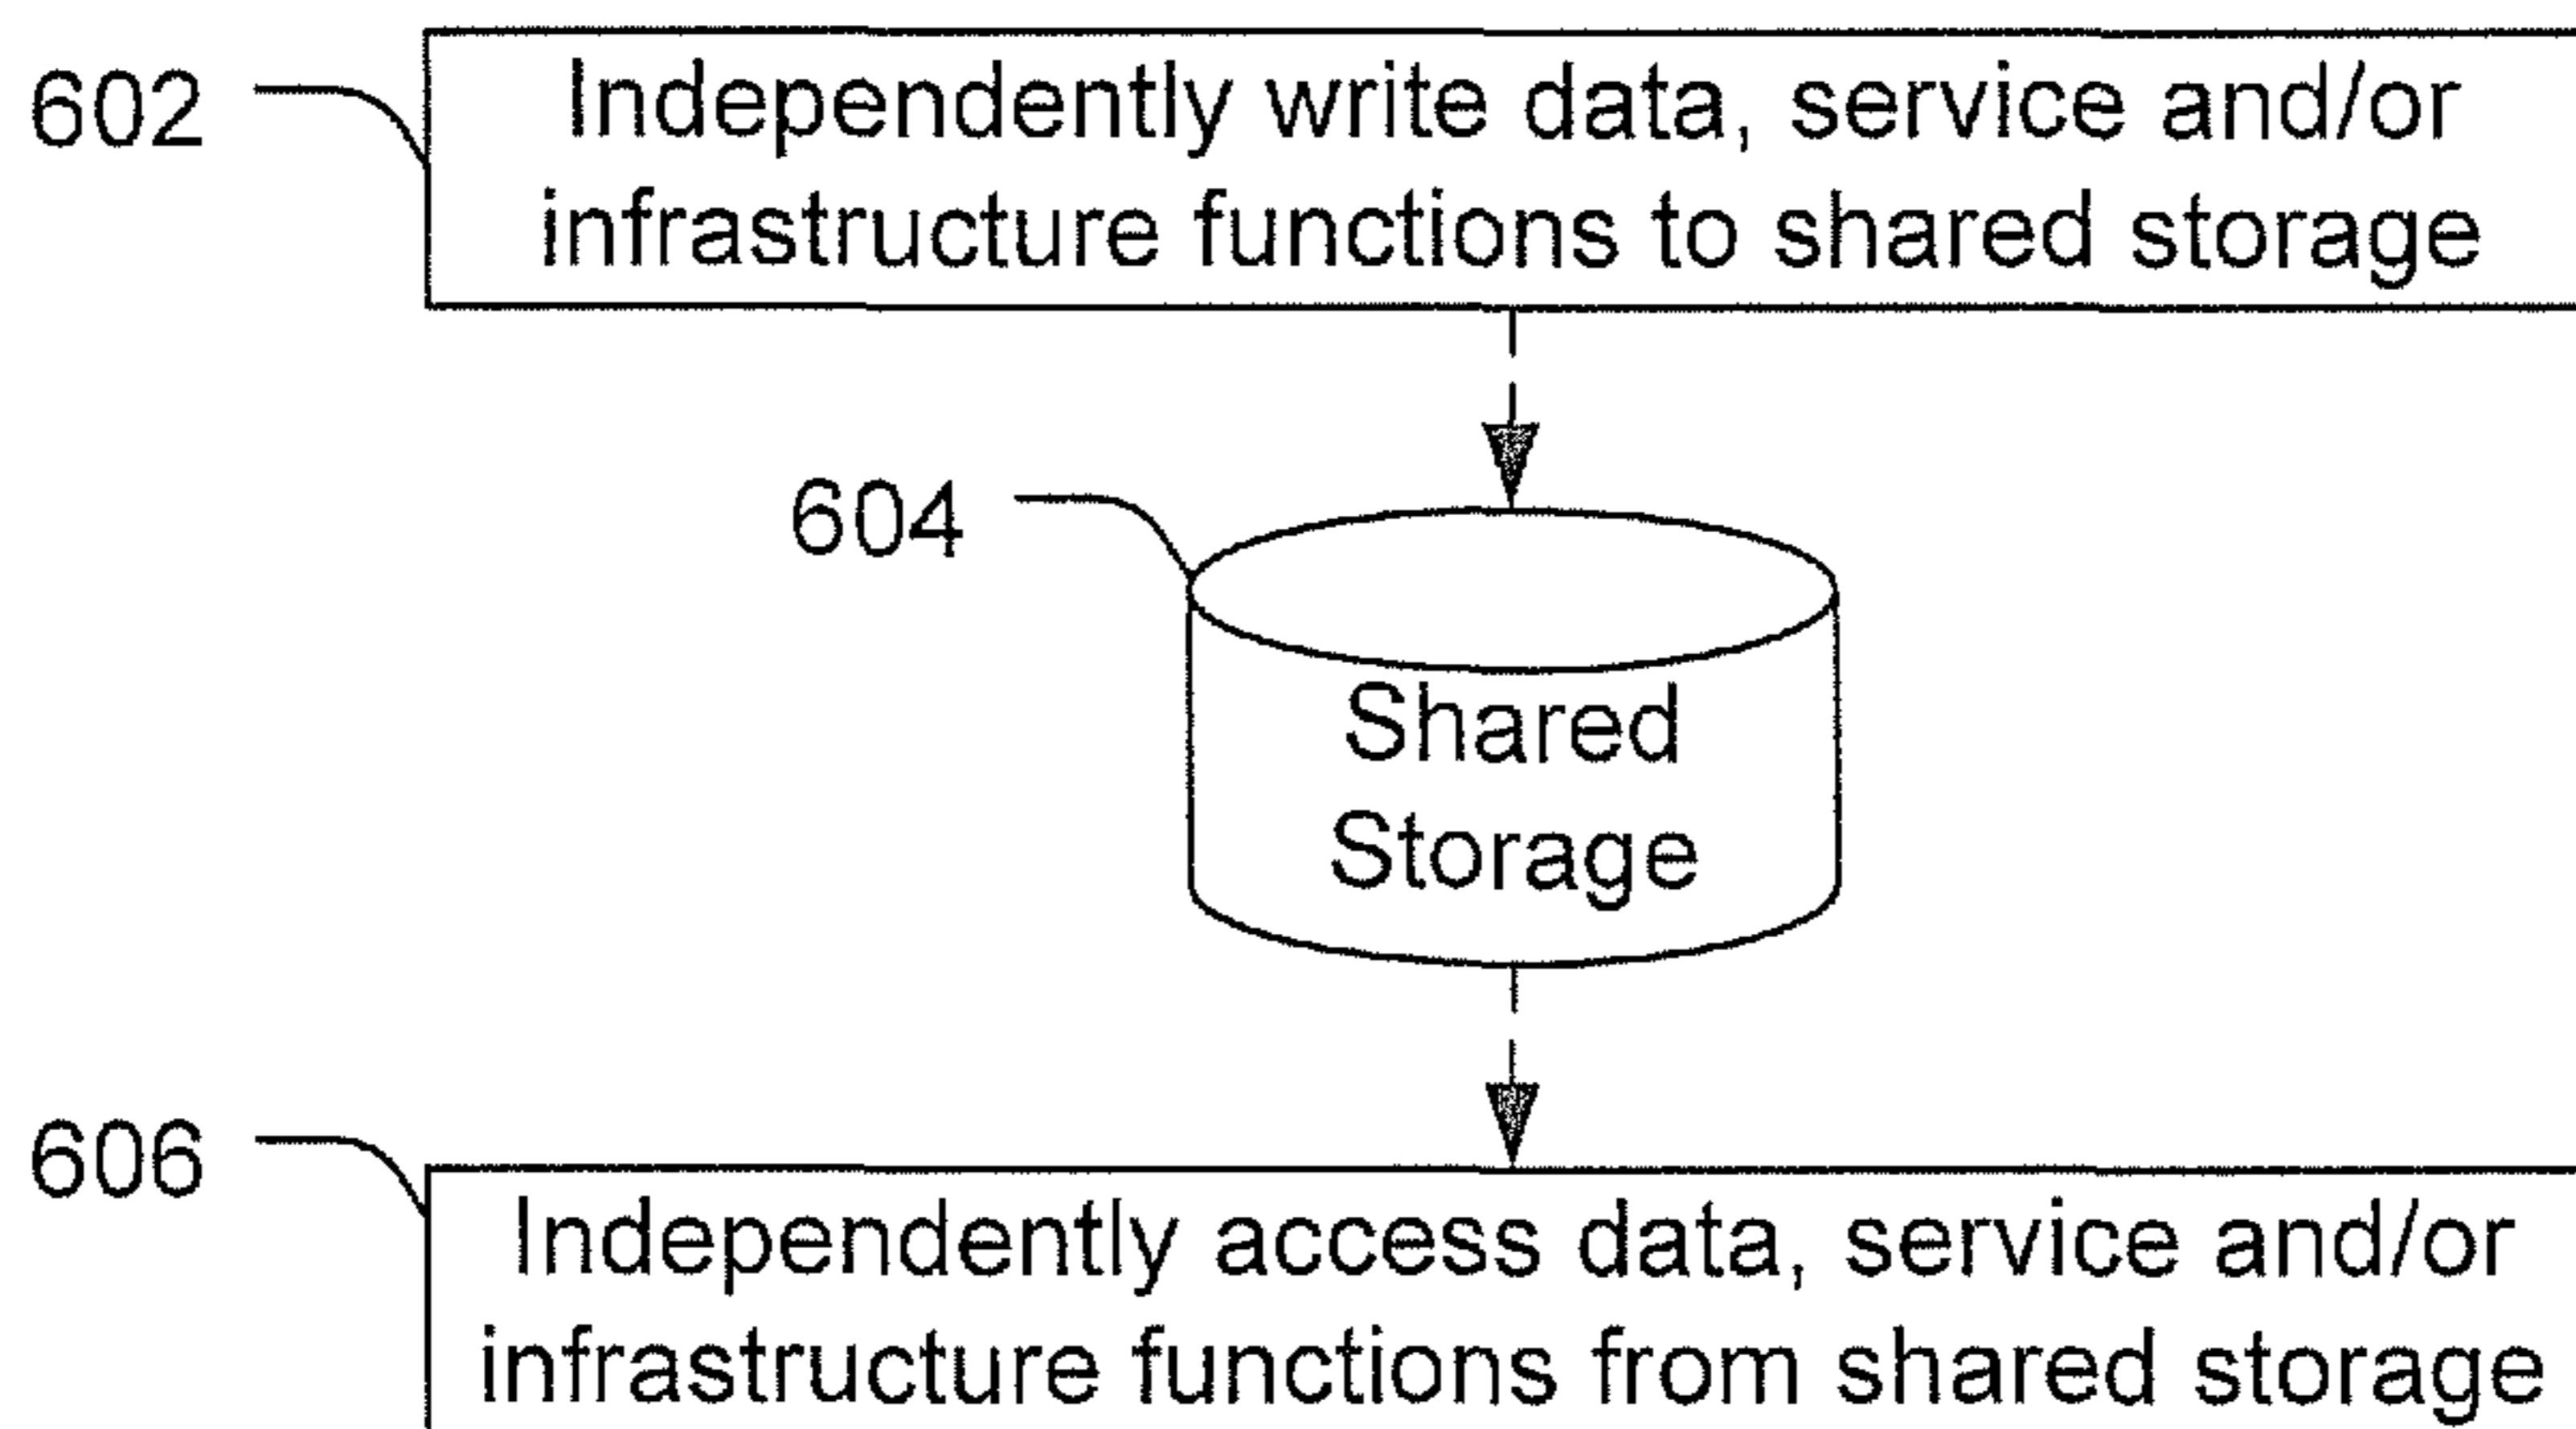 602
Independently write data, service and/or
infrastructure functions to shared storage
604
Shared
Storage
606
Independently access data, service and/or
infrastructure functions from shared storage